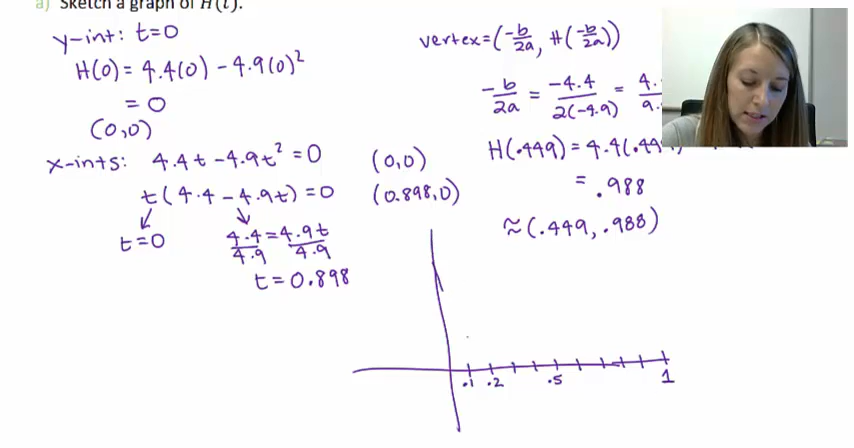 a) Sketch a graph of H(t).
y-int: t=0
H(0) = 4.4(0) - 4.9(0)²
= 0
(0,0)
x-ints: 4.4t - 4.9t² = 0
t(4.4 - 4.9t) = 0
t=0
4.4/4.9 = 4.9t/4.9
t = 0.898
(0,0)
(0.898,0)
vertex = (-b/2a, H(-b/2a))
-b/2a = -4.4/2(-4.9) =
H(.449) = 4.4(.44
= .988
≈(.449, .988)
.1 .2 .5 1